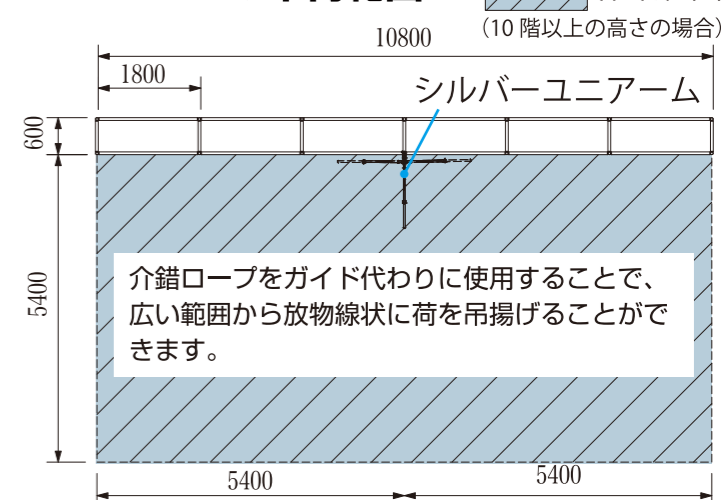 （10 階以上の高さの場合）
10800
1800
シルバーユニアーム
600
5400
介錯ロープをガイド代わりに使用することで、
広い範囲から放物線状に荷を吊揚げることがで
きます。
5400
5400